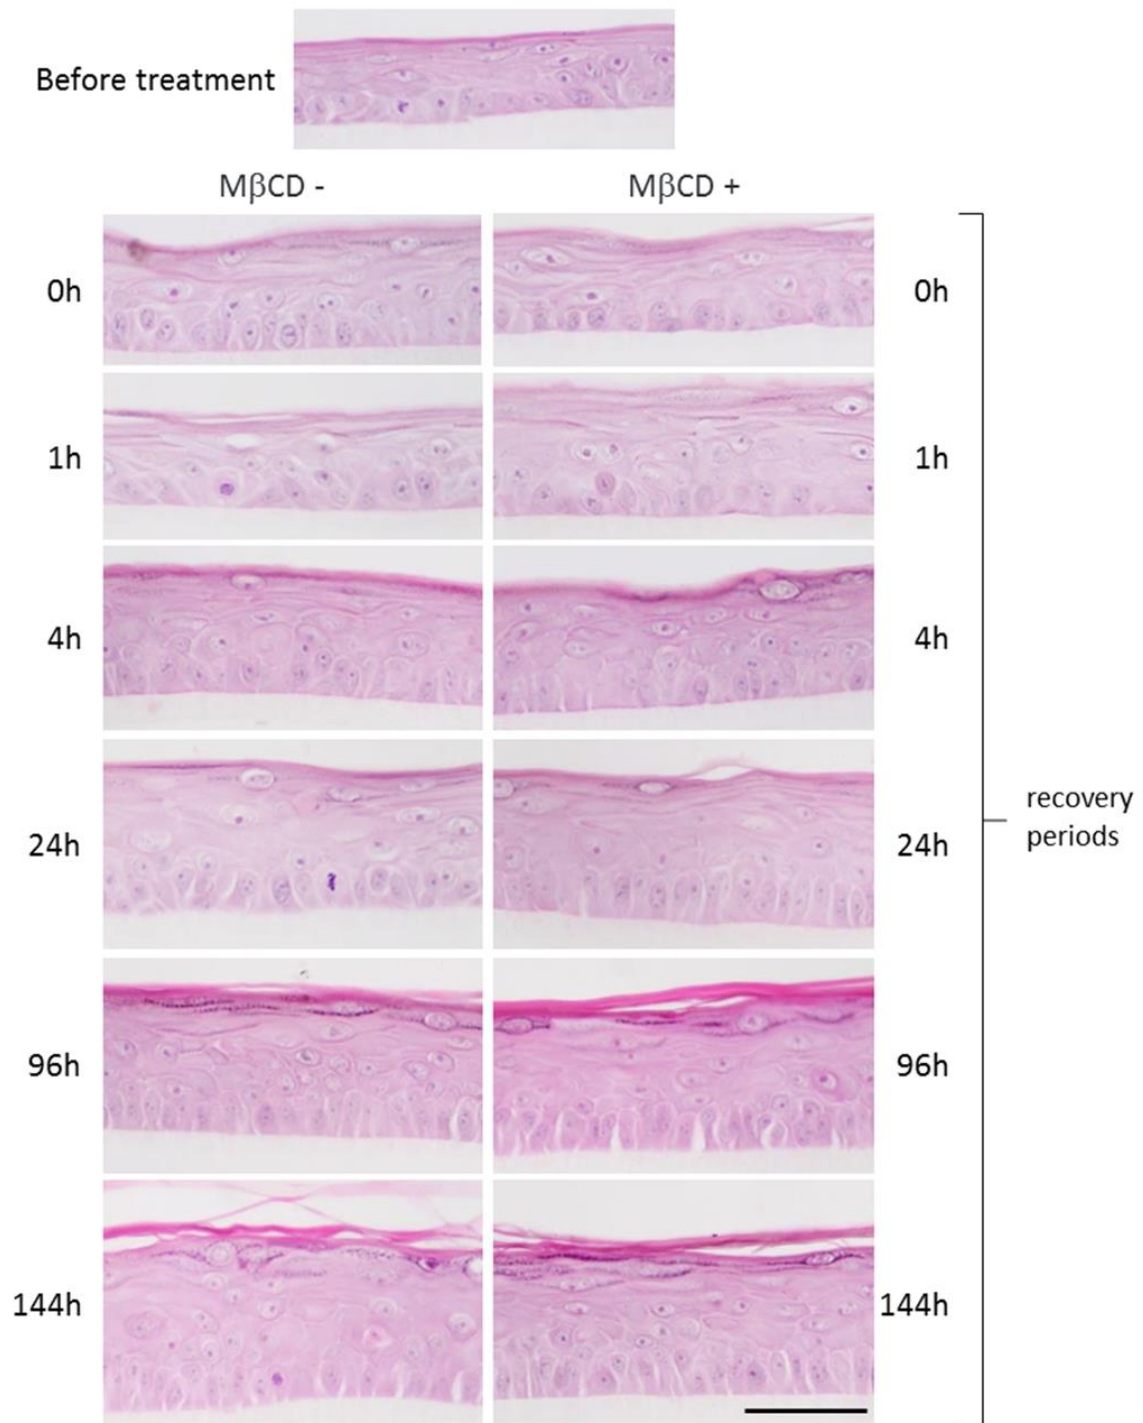 Before treatment
MβCD -
MβCD +
0h
0h
1h
1h
4h
4h
24h
24h
recovery
periods
96h
96h
144h
144h